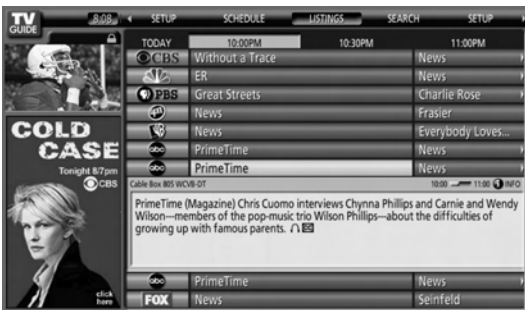 TV
GUIDE
8:08
SETUP SCHEDULE LISTINGS SEARCH SETUP
TODAY 10:00PM 10:30PM 11:00PM
CBS Without a Trace News
ER News
PBS Great Streets Charlie Rose
News Frasier
News Everybody Loves...
abc PrimeTime News
abc PrimeTime News
COLD
CASE
Tonight 8/7pm
CBS
click
here
Cable Box 805 WCVB-DT 10:00 11:00 INFO
PrimeTime (Magazine) Chris Cuomo interviews Chynna Phillips and Carnie and Wendy
Wilson---members of the pop-music trio Wilson Phillips---about the difficulties of
growing up with famous parents.
abc PrimeTime News
FOX News Seinfeld